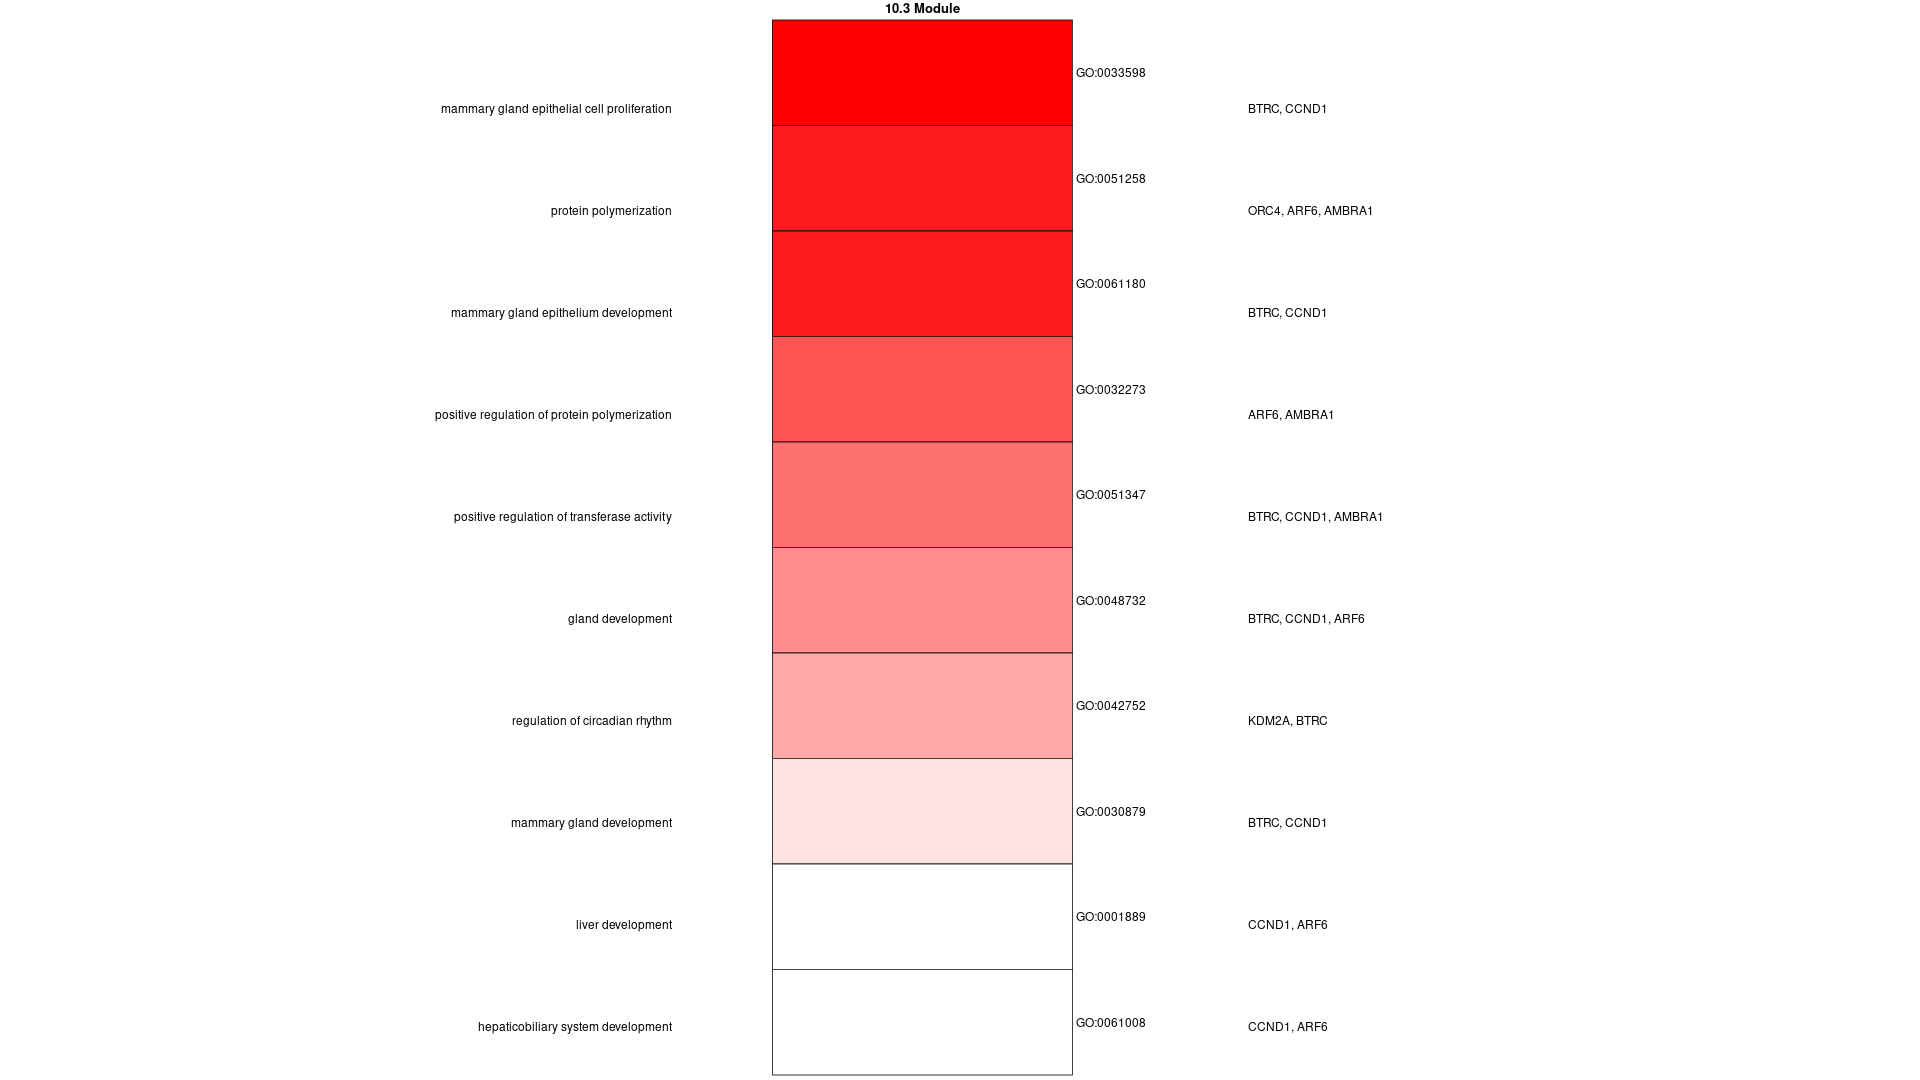 10.3 Module
GO:0033598
mammary gland epithelial cell proliferation BTRC, CCND1
GO:0051258
protein polymerization ORC4, ARF6, AMBRA1
GO:0061180
mammary gland epithelium development BTRC, CCND1
GO:0032273
positive regulation of protein polymerization ARF6, AMBRA1
GO:0051347
positive regulation of transferase activity BTRC, CCND1, AMBRA1
GO:0048732
gland development BTRC, CCND1, ARF6
GO:0042752
regulation of circadian rhythm KDM2A, BTRC
GO:0030879
mammary gland development BTRC, CCND1
GO:0001889
liver development CCND1, ARF6
GO:0061008
hepaticobiliary system development CCND1, ARF6